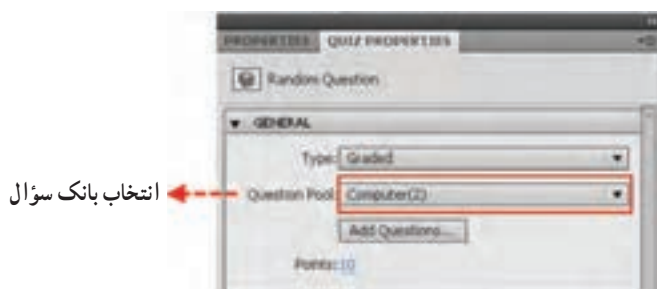 PROPERTIES QUIZ PROPERTIES
Random Question
GENERAL
Type: Graded
Question Pool: Computer(2)
انتخاب بانک سؤال
Add Questions...
Points: 10